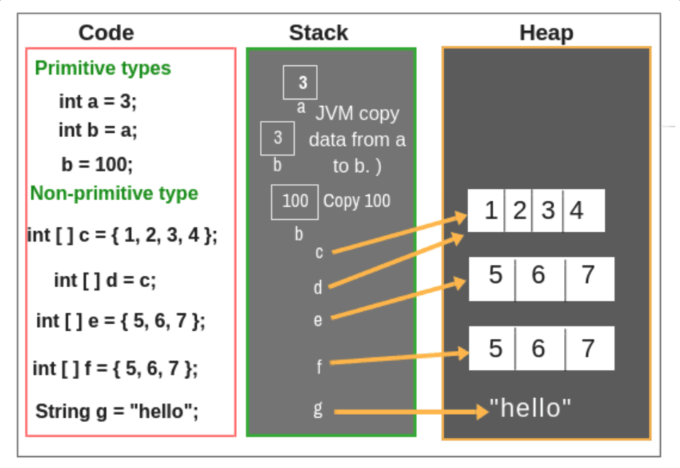 Code
Primitive types
int a = 3;
int b = a;
b = 100;
Non-primitive type
int [ ] c = { 1, 2, 3, 4 };
int [ ] d = c;
int [ ] e = { 5, 6, 7 };
int [ ] f = { 5, 6, 7 };
String g = "hello";
Stack
3
a
JVM copy
data from a
to b. )
3
b
100 Copy 100
b
c
d
e
f
g
Heap
1 2 3 4
5 6 7
5 6 7
"hello"